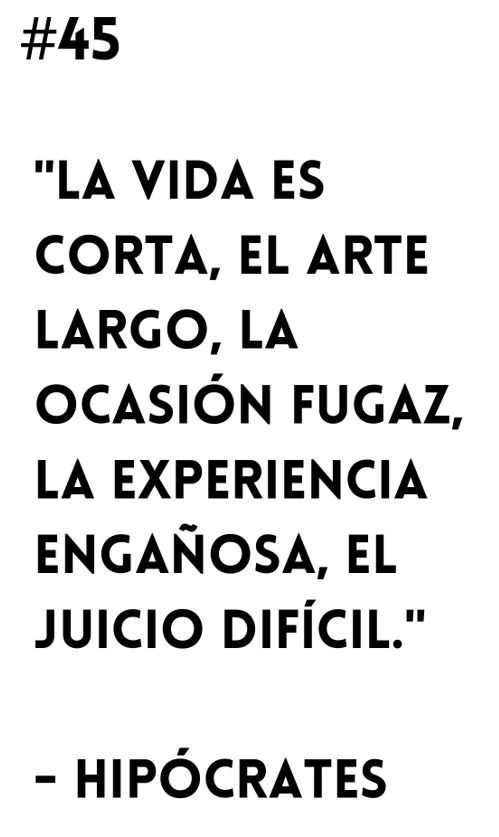 #45
"LA VIDA ES
CORTA, EL ARTE
LARGO, LA
OCASIÓN FUGAZ,
LA EXPERIENCIA
ENGAÑOSA, EL
JUICIO DIFÍCIL."
- HIPÓCRATES